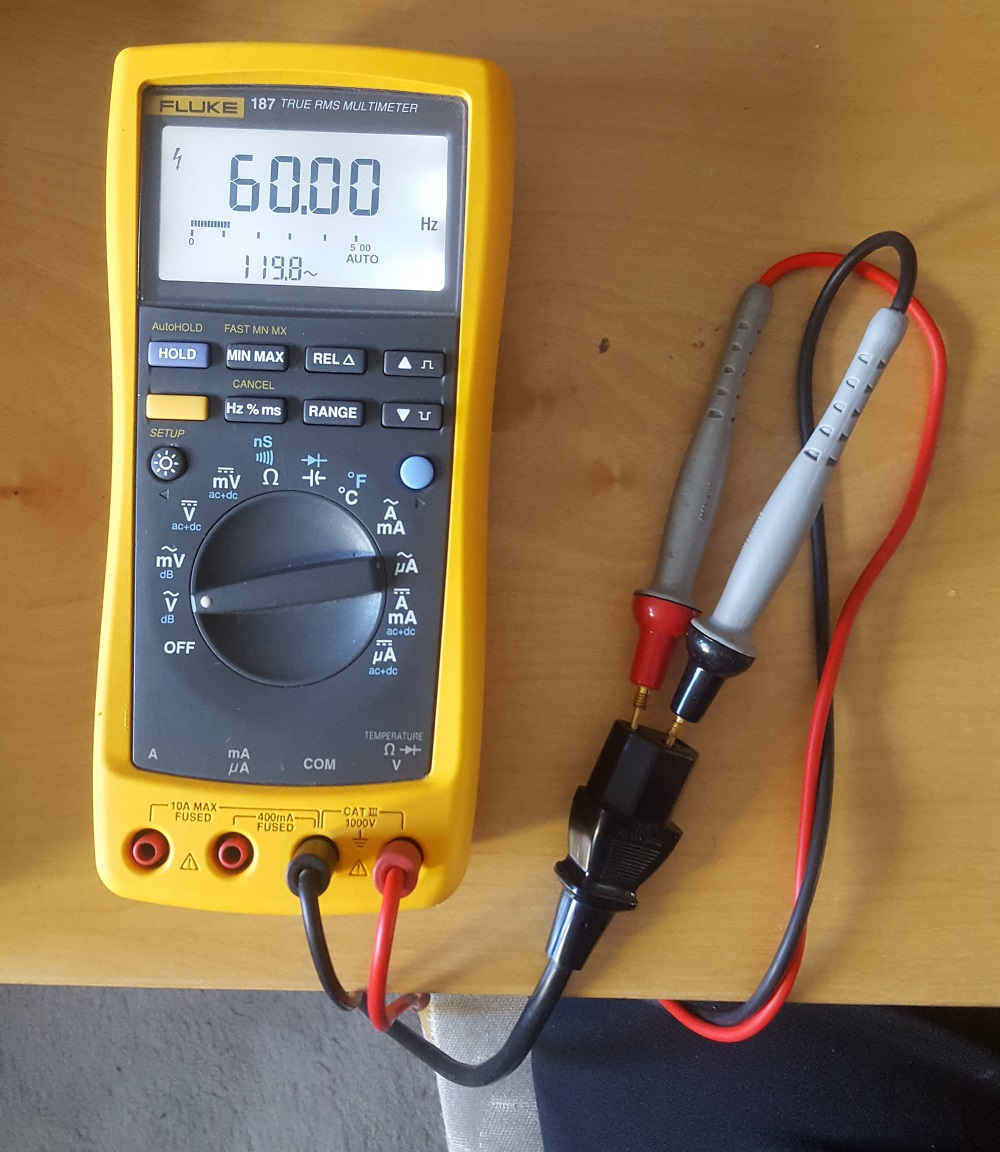 FLUKE 187 TRUE RMS MULTIMETER
60.00
Hz
0 5 00
AUTO
119.8~
AutoHOLD FAST MN MX
HOLD MIN MAX REL Δ ▲
CANCEL
Hz % ms RANGE ▼
SETUP
nS
Ω
mV
ac+dc
°F
°C
V
ac+dc
A
mA
mV
dB
µA
V
dB
A
mA
ac+dc
OFF
µA
ac+dc
TEMPERATURE
A mA
µA COM Ω
V
10A MAX
FUSED
400mA
FUSED
CAT III
1000V